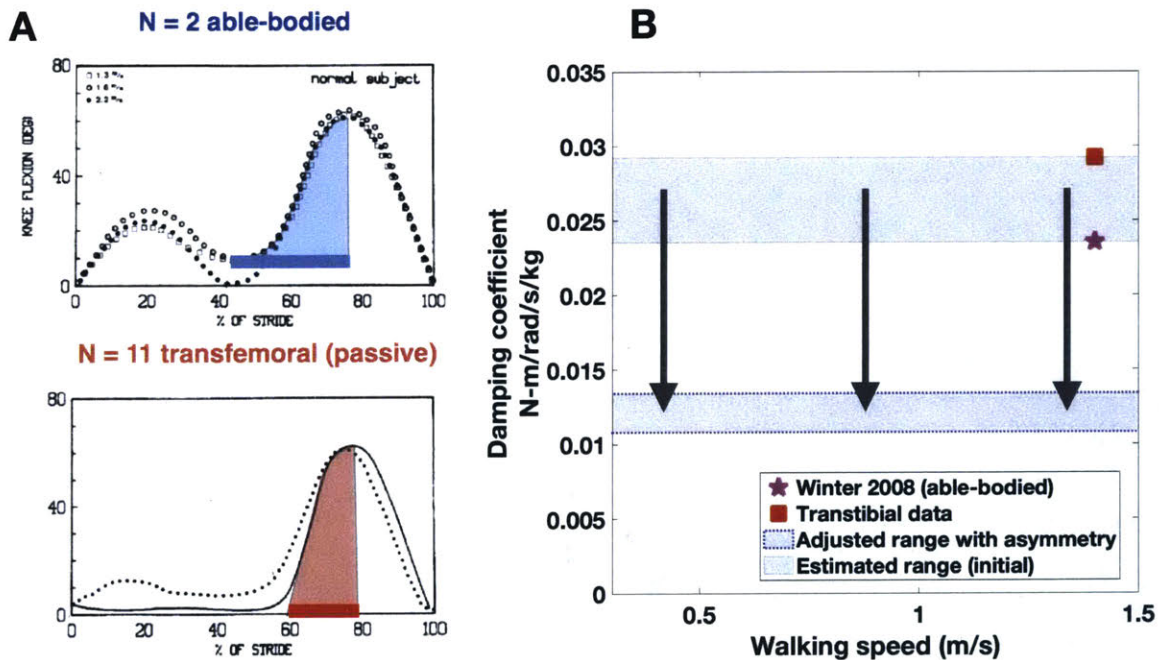 A
N = 2 able-bodied
80
□ 1.3 m/s
○ 1.6 m/s
● 2.2 m/s
normal subject
KNEE FLEXION (DEG)
40
0
0 20 40 60 80 100
% OF STRIDE
N = 11 transfemoral (passive)
80
40
0
0 20 40 60 80 100
% OF STRIDE
B
0.04
0.035
0.03
0.025
0.02
0.015
0.01
0.005
0
Damping coefficient
N-m/rad/s/kg
0.5 1 1.5
Walking speed (m/s)
Winter 2008 (able-bodied)
Transtibial data
Adjusted range with asymmetry
Estimated range (initial)